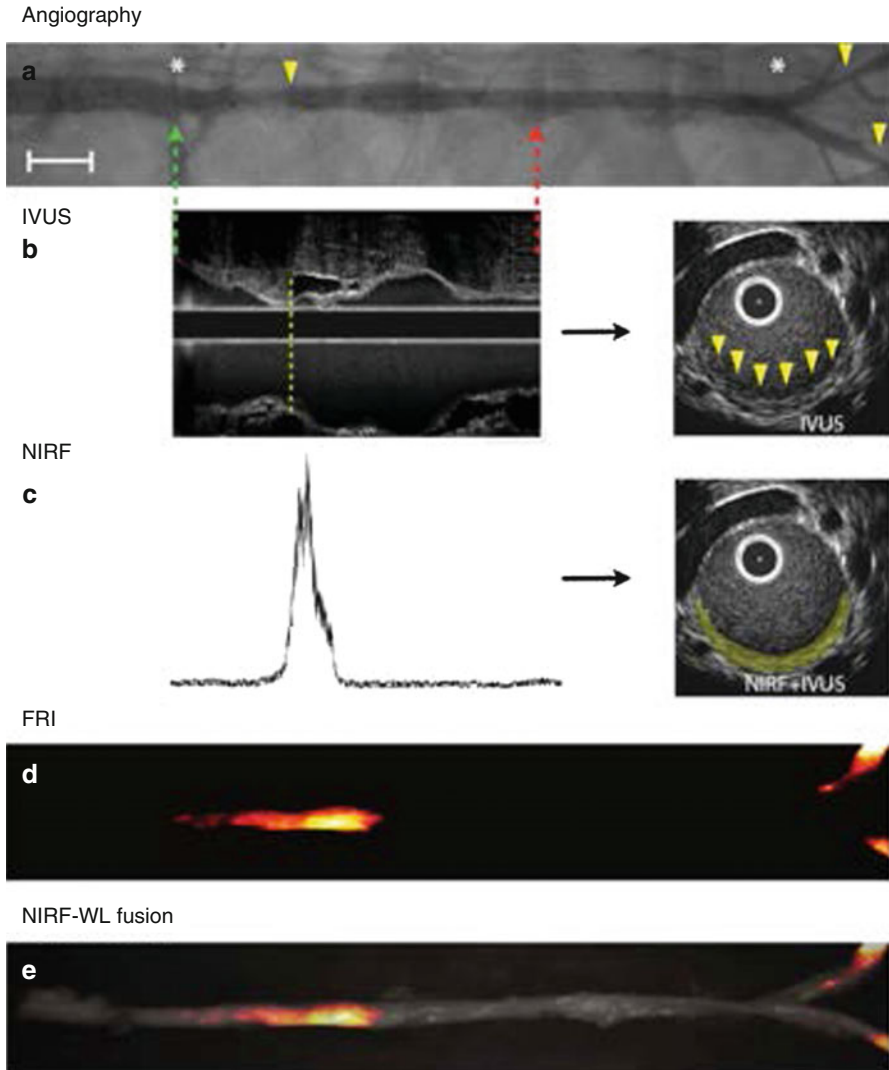 Angiography
a
* *
IVUS
b
IVUS
NIRF
c
NIRF+IVUS
FRI
d
NIRF-WL fusion
e